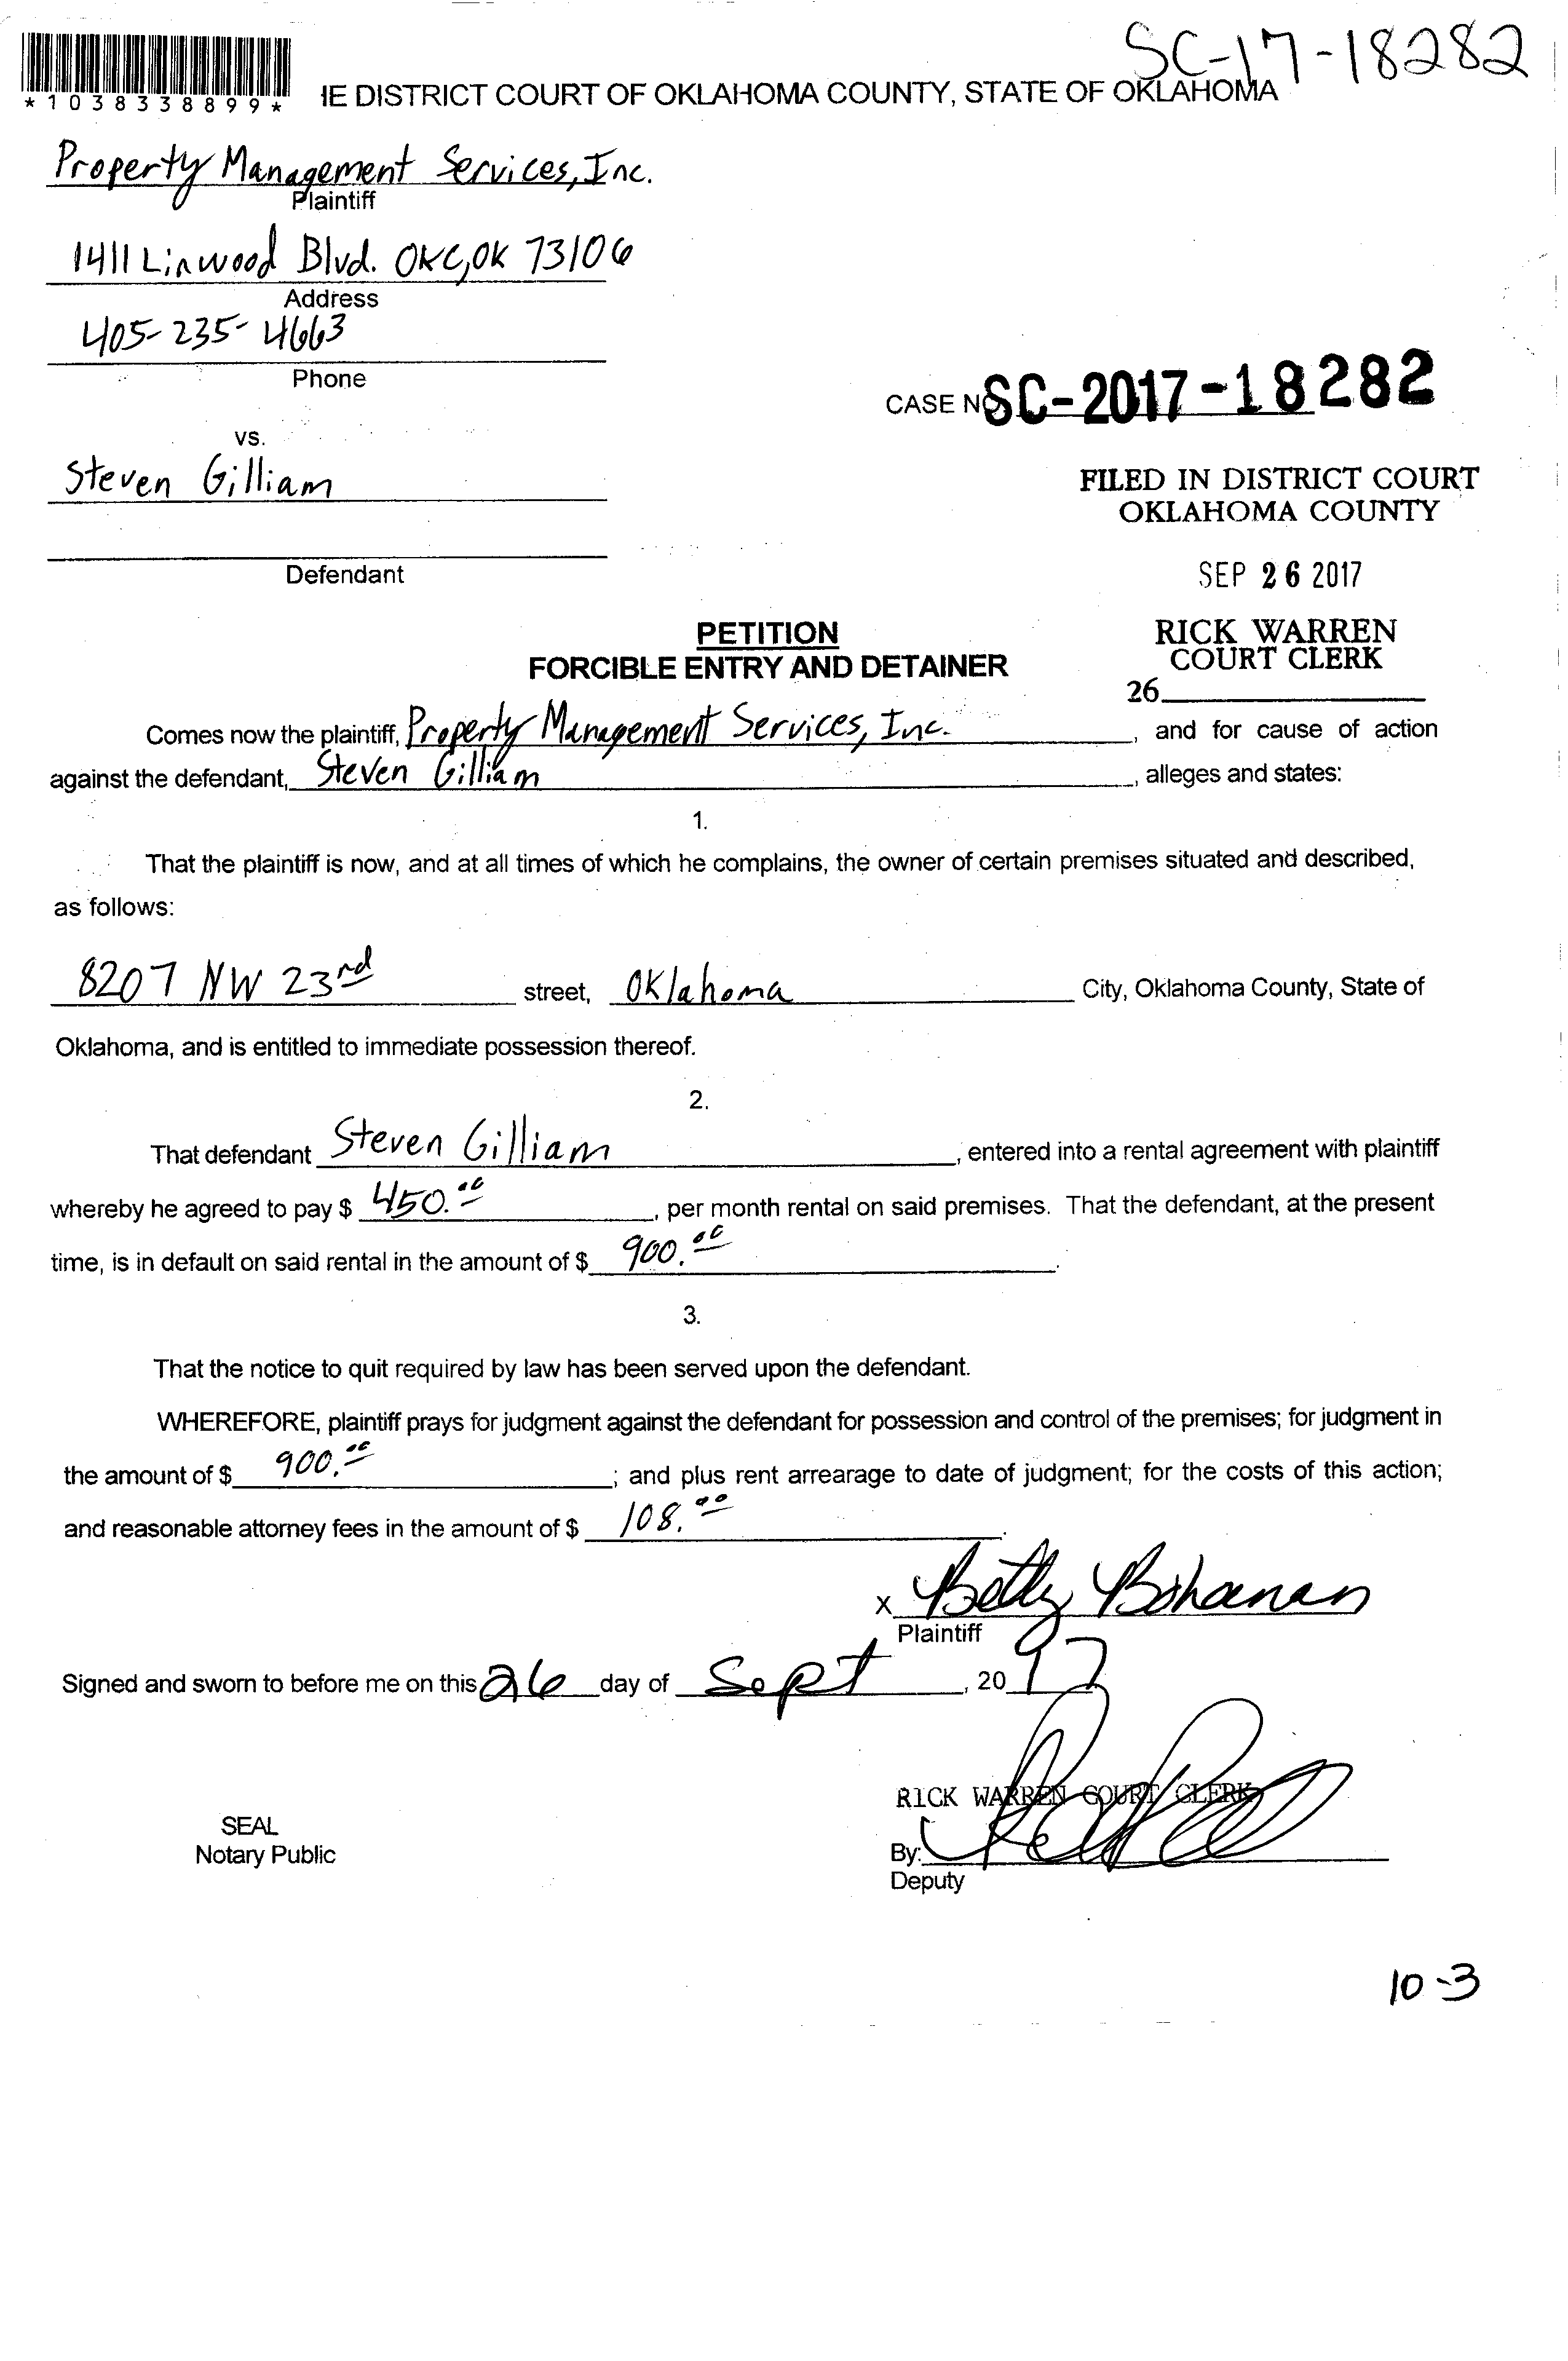 SC-17-18282
*1038338899*
IE DISTRICT COURT OF OKLAHOMA COUNTY, STATE OF OKLAHOMA
Property Management Services, Inc.
Plaintiff
1411 Linwood Blvd. OKC, OK 73106
Address
405-235-4663
Phone
CASE NO SC-2017-18282
vs.
Steven Gilliam
FILED IN DISTRICT COURT
OKLAHOMA COUNTY
Defendant
SEP 26 2017
PETITION
FORCIBLE ENTRY AND DETAINER
RICK WARREN
COURT CLERK
26
Comes now the plaintiff, Property Management Services, Inc. , and for cause of action
against the defendant, Steven Gilliam , alleges and states:
1.
That the plaintiff is now, and at all times of which he complains, the owner of certain premises situated and described,
as follows:
8207 NW 23rd street, Oklahoma City, Oklahoma County, State of
Oklahoma, and is entitled to immediate possession thereof.
2.
That defendant Steven Gilliam , entered into a rental agreement with plaintiff
whereby he agreed to pay $ 450.00 , per month rental on said premises. That the defendant, at the present
time, is in default on said rental in the amount of $ 900.00 .
3.
That the notice to quit required by law has been served upon the defendant.
WHEREFORE, plaintiff prays for judgment against the defendant for possession and control of the premises; for judgment in
the amount of $ 900.00 ; and plus rent arrearage to date of judgment; for the costs of this action;
and reasonable attorney fees in the amount of $ 108.00 .
x Betty Bohanan
Plaintiff
Signed and sworn to before me on this 26 day of Sept , 2017
RICK WARREN COURT CLERK
SEAL
Notary Public
By:
Deputy
10-3